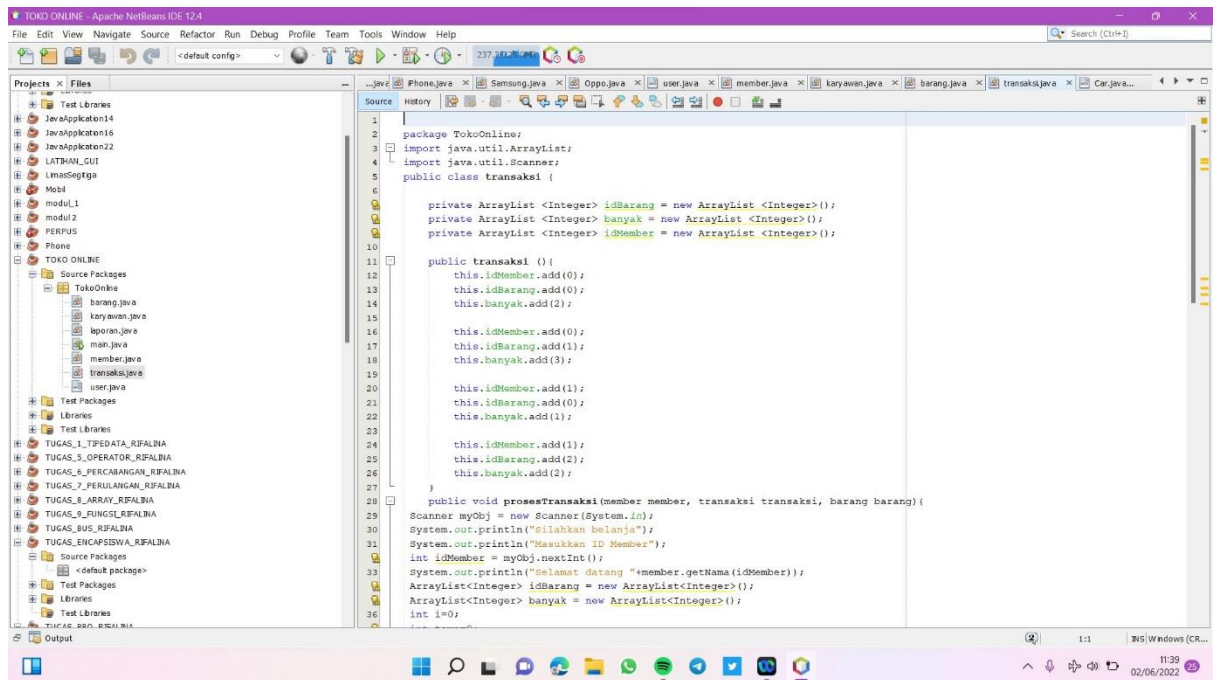 TOKO ONLINE - Apache NetBeans IDE 12.4
File Edit View Navigate Source Refactor Run Debug Profile Team Tools Window Help
Search (Ctrl+I)
<default config>
Projects Files
...java iPhone.java Samsung.java Oppo.java user.java member.java karyawan.java barang.java transaksi.java Car.java...
Source History
Test Libraries
JavaApplication14
JavaApplication16
JavaApplication22
LATIHAN_GUI
LimasSegitiga
Mobil
modul_1
modul2
PERPUS
Phone
TOKO ONLINE
Source Packages
TokoOnline
barang.java
karyawan.java
laporan.java
main.java
member.java
transaksi.java
user.java
Test Packages
Libraries
Test Libraries
TUGAS_1_TIPEDATA_RIFALINA
TUGAS_5_OPERATOR_RIFALINA
TUGAS_6_PERCABANGAN_RIFALINA
TUGAS_7_PERULANGAN_RIFALINA
TUGAS_8_ARRAY_RIFALINA
TUGAS_9_FUNGSI_RIFALINA
TUGAS_BUS_RIFALINA
TUGAS_ENCAPSISWA_RIFALINA
Source Packages
<default package>
Test Packages
Libraries
Test Libraries
1
2 package TokoOnline;
3 import java.util.ArrayList;
4 import java.util.Scanner;
5 public class transaksi {
6
private ArrayList <Integer> idBarang = new ArrayList <Integer>();
private ArrayList <Integer> banyak = new ArrayList <Integer>();
private ArrayList <Integer> idMember = new ArrayList <Integer>();
10
11 public transaksi (){
12 this.idMember.add(0);
13 this.idBarang.add(0);
14 this.banyak.add(2);
15
16 this.idMember.add(0);
17 this.idBarang.add(1);
18 this.banyak.add(3);
19
20 this.idMember.add(1);
21 this.idBarang.add(0);
22 this.banyak.add(1);
23
24 this.idMember.add(1);
25 this.idBarang.add(2);
26 this.banyak.add(2);
27 }
28 public void prosesTransaksi(member member, transaksi transaksi, barang barang){
29 Scanner myObj = new Scanner(System.in);
30 System.out.println("Silahkan belanja");
31 System.out.println("Masukkan ID Member");
int idMember = myObj.nextInt();
33 System.out.println("Selamat datang "+member.getNama(idMember));
ArrayList<Integer> idBarang = new ArrayList<Integer>();
ArrayList<Integer> banyak = new ArrayList<Integer>();
36 int i=0;
Output
1:1 INS Windows (CR...
11:39
02/06/2022 25